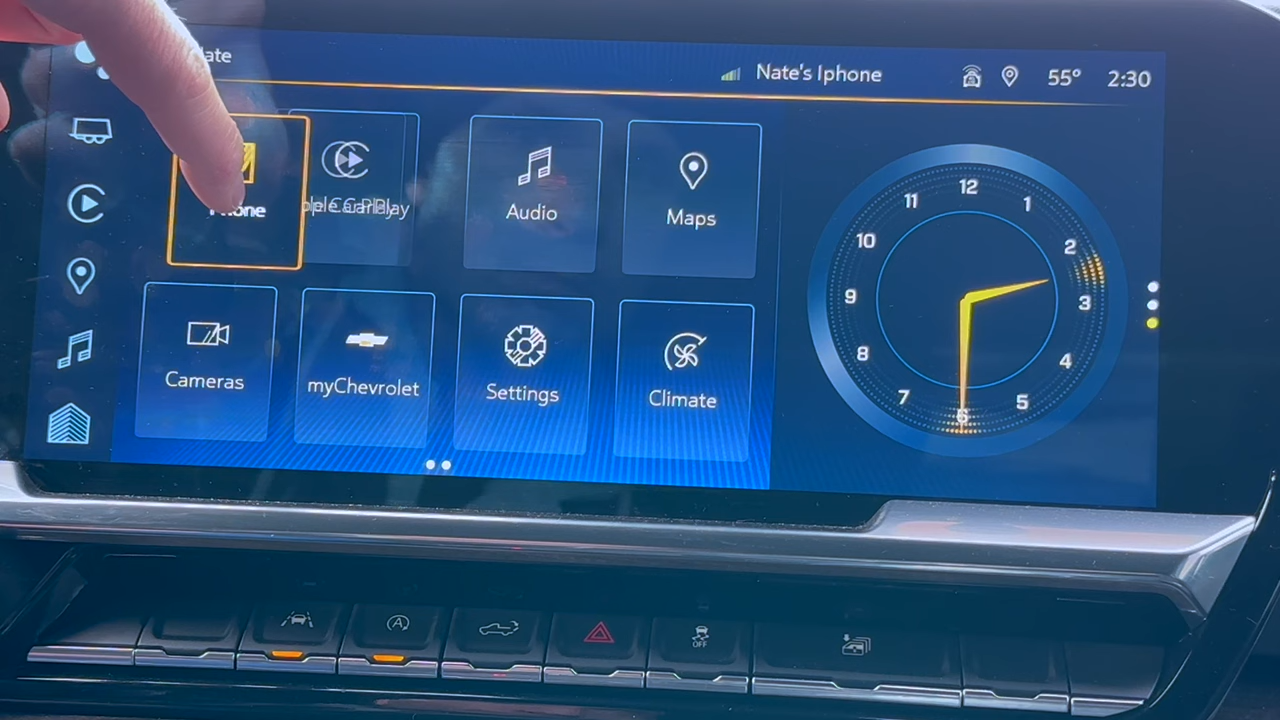 Nate's Iphone
55°
2:30
Audio
Maps
Cameras
myChevrolet
Settings
Climate
12
1
2
3
4
5
6
7
8
9
10
11
A
OFF